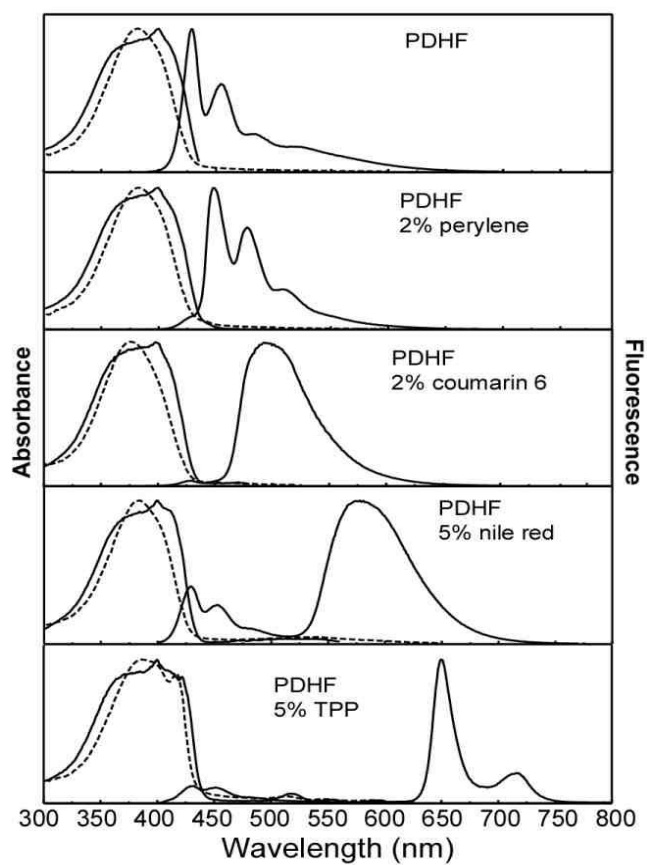 PDHF
PDHF
2% perylene
PDHF
2% coumarin 6
PDHF
5% nile red
PDHF
5% TPP
Absorbance
Fluorescence
300 350 400 450 500 550 600 650 700 750 800
Wavelength (nm)